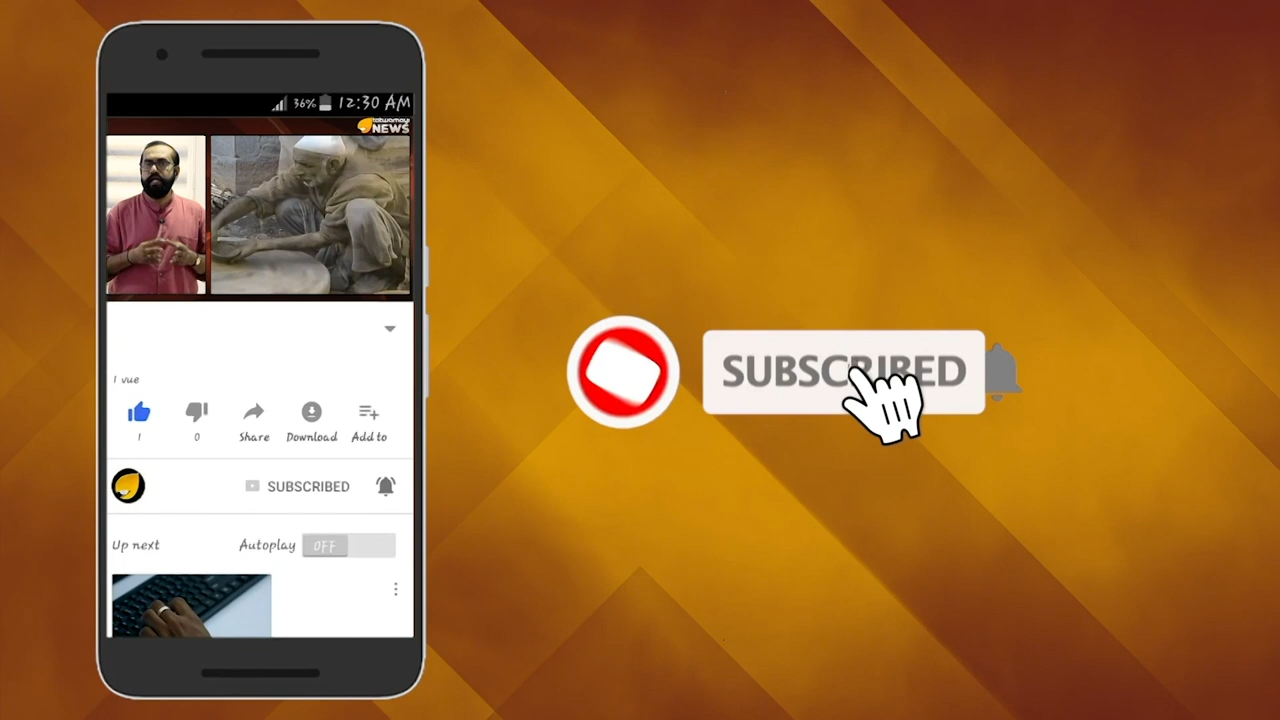 36% 12:30 AM
tatwamayi
NEWS
1 vue
1 0 Share Download Add to
SUBSCRIBED
Up next Autoplay OFF
SUBSCRIBED